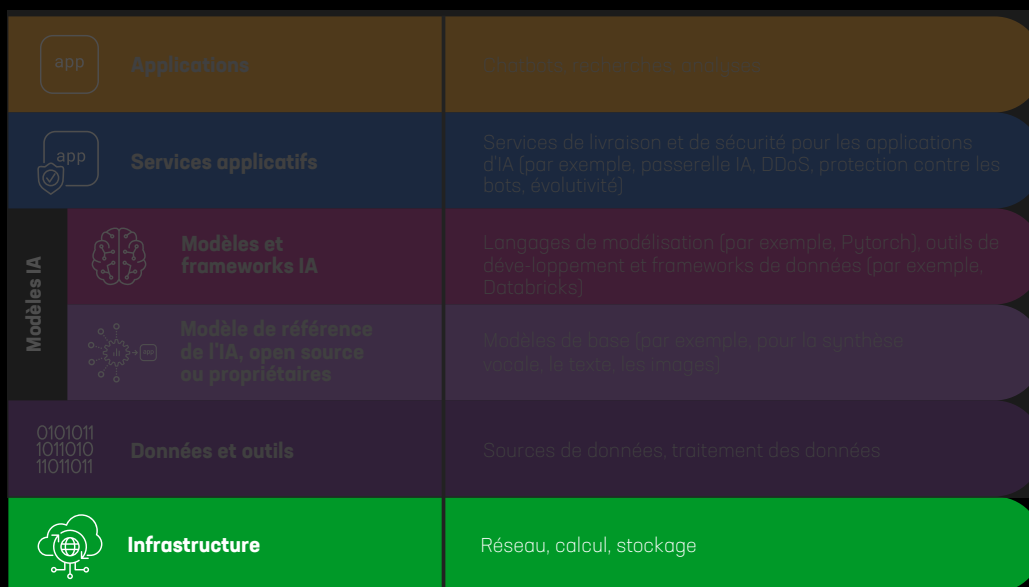 app
Applications
app
Services applicatifs
Services de livraison et de sécurité pour les applications
d'IA (par exemple, passerelle IA, DDoS, protection contre les
bots, évolutivité)
Modèles IA
Modèles et
frameworks IA
Langages de modélisation (par exemple, Pytorch), outils de
déve-loppement et frameworks de données (par exemple,
Databricks)
Modèle de référence
de l'IA, open source
ou propriétaires
Modèles de base (par exemple, pour la synthèse
vocale, le texte, les images)
0101011
1011010
11011011
Données et outils
Sources de données, traitement des données
Infrastructure
Réseau, calcul, stockage